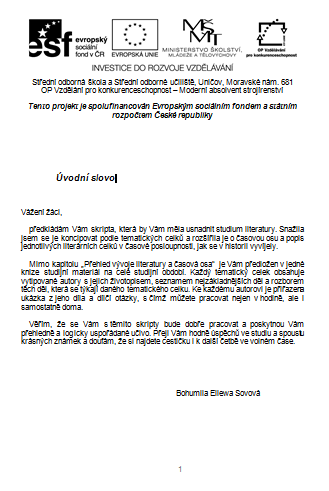 esf evropský
sociální
fond v ČR
EVROPSKÁ UNIE
MINISTERSTVO ŠKOLSTVÍ,
MLÁDEŽE A TĚLOVÝCHOVY
OP Vzdělávání
pro konkurenceschopnost
INVESTICE DO ROZVOJE VZDĚLÁVÁNÍ
Střední odborná škola a Střední odborné učiliště, Uničov, Moravské nám. 681
OP Vzdělání pro konkurenceschopnost – Moderní absolvent strojírenství
Tento projekt je spolufinancován Evropským sociálním fondem a státním
rozpočtem České republiky
Úvodní slovo
Vážení žáci,
předkládám Vám skripta, která by Vám měla usnadnit studium literatury. Snažila
jsem se je koncipovat podle tematických celků a rozšířila je o časovou osu a popis
jednotlivých literárních celků v časové posloupnosti, jak se v historii vyvíjely.
Mimo kapitolu „Přehled vývoje literatury a časová osa“ je Vám předložen v jedné
knize studijní materiál na celé studijní období. Každý tematický celek obsahuje
vytipované autory s jejich životopisem, seznamem nejzákladnějších děl a rozborem
těch děl, která se týkají daného tematického celku. Ke každému autorovi je přiřazena
ukázka z jeho díla a dílčí otázky, s čímž můžete pracovat nejen v hodině, ale i
samostatně doma.
Věřím, že se Vám s těmito skripty bude dobře pracovat a poskytnou Vám
přehledně a logicky uspořádané učivo. Přeji Vám hodně úspěchů ve studiu a spoustu
krásných známek a doufám, že si najdete cestičku i k další četbě ve volném čase.
Bohumila Ellewa Sovová
1